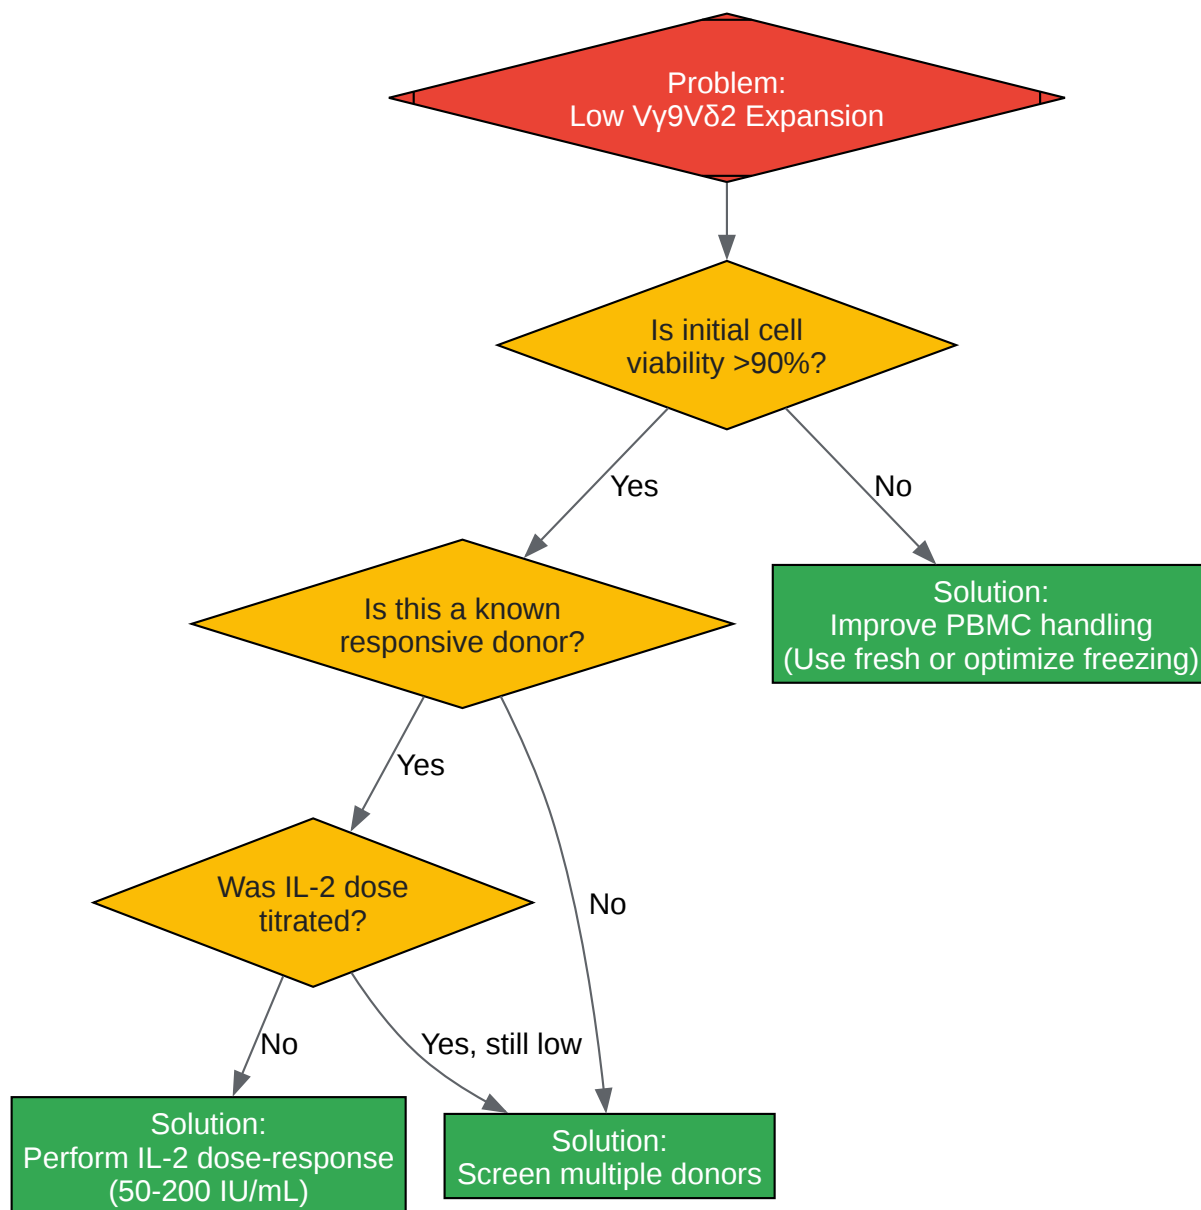 Problem:
Low Vγ9Vδ2 Expansion
Is initial cell
viability >90%?
Yes
No
Is this a known
responsive donor?
Solution:
Improve PBMC handling
(Use fresh or optimize freezing)
Yes
No
Was IL-2 dose
titrated?
No
Yes, still low
Solution:
Perform IL-2 dose-response
(50-200 IU/mL)
Solution:
Screen multiple donors